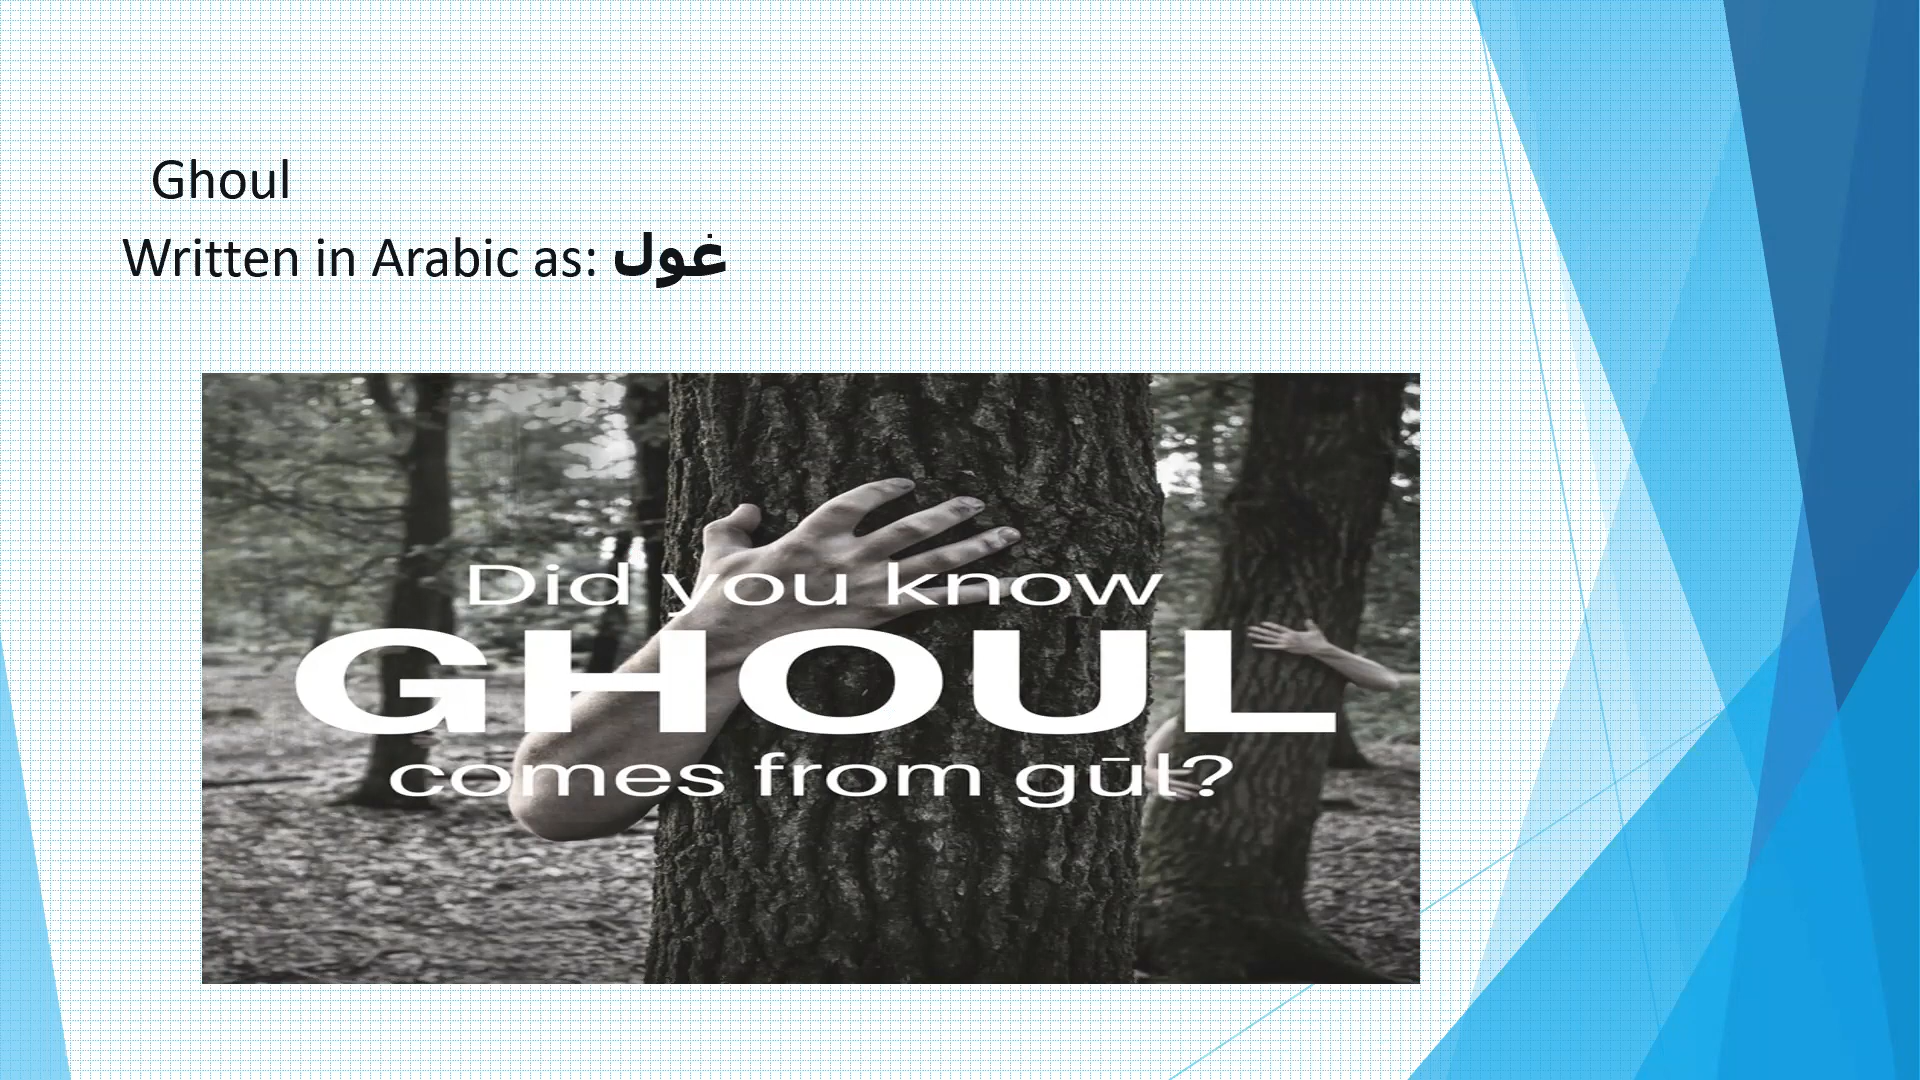 Ghoul
Written in Arabic as: غول
Did you know
GHOUL
comes from gūl?